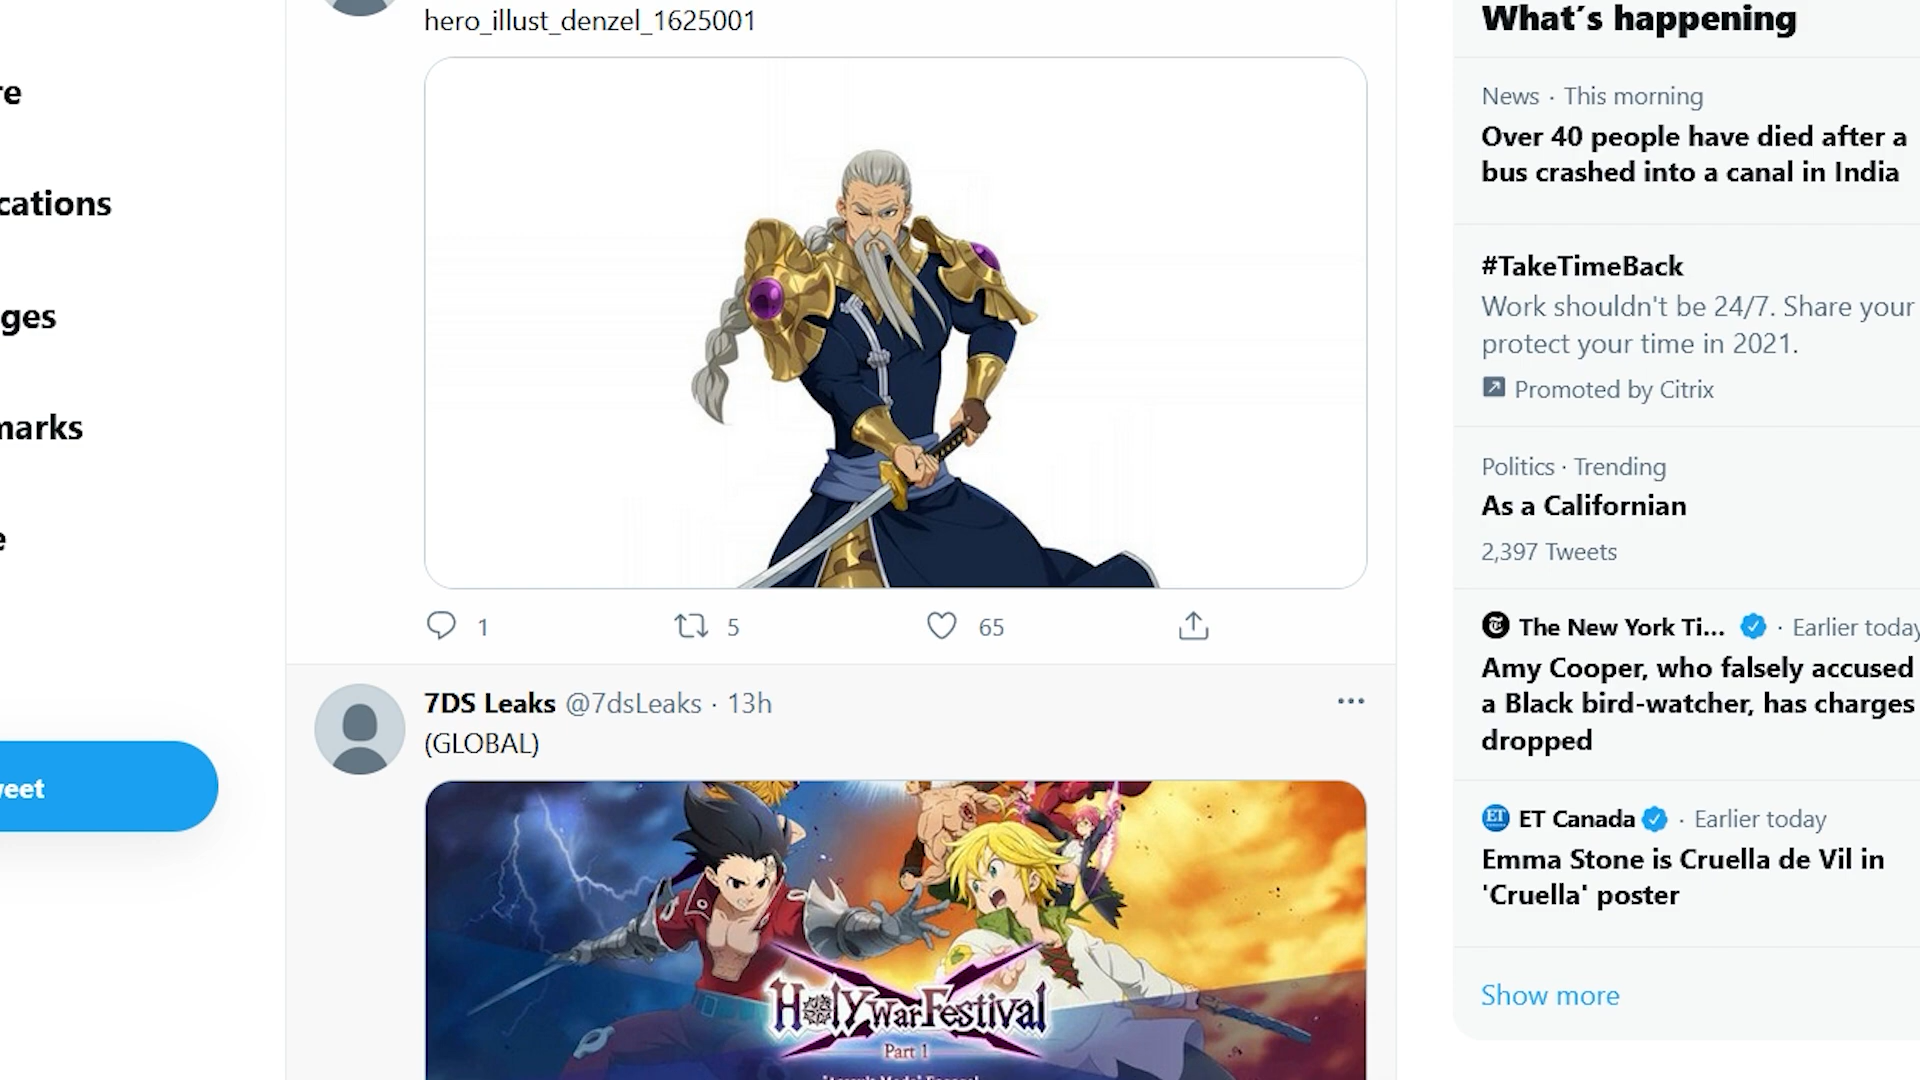 re
cations
ges
marks
e
weet
hero_illust_denzel_1625001
1
5
65
7DS Leaks @7dsLeaks · 13h
(GLOBAL)
HolyWarFestival
Part 1
What's happening
News · This morning
Over 40 people have died after a
bus crashed into a canal in India
#TakeTimeBack
Work shouldn't be 24/7. Share your
protect your time in 2021.
Promoted by Citrix
Politics · Trending
As a Californian
2,397 Tweets
The New York Ti... · Earlier today
Amy Cooper, who falsely accused
a Black bird-watcher, has charges
dropped
ET
ET Canada · Earlier today
Emma Stone is Cruella de Vil in
'Cruella' poster
Show more